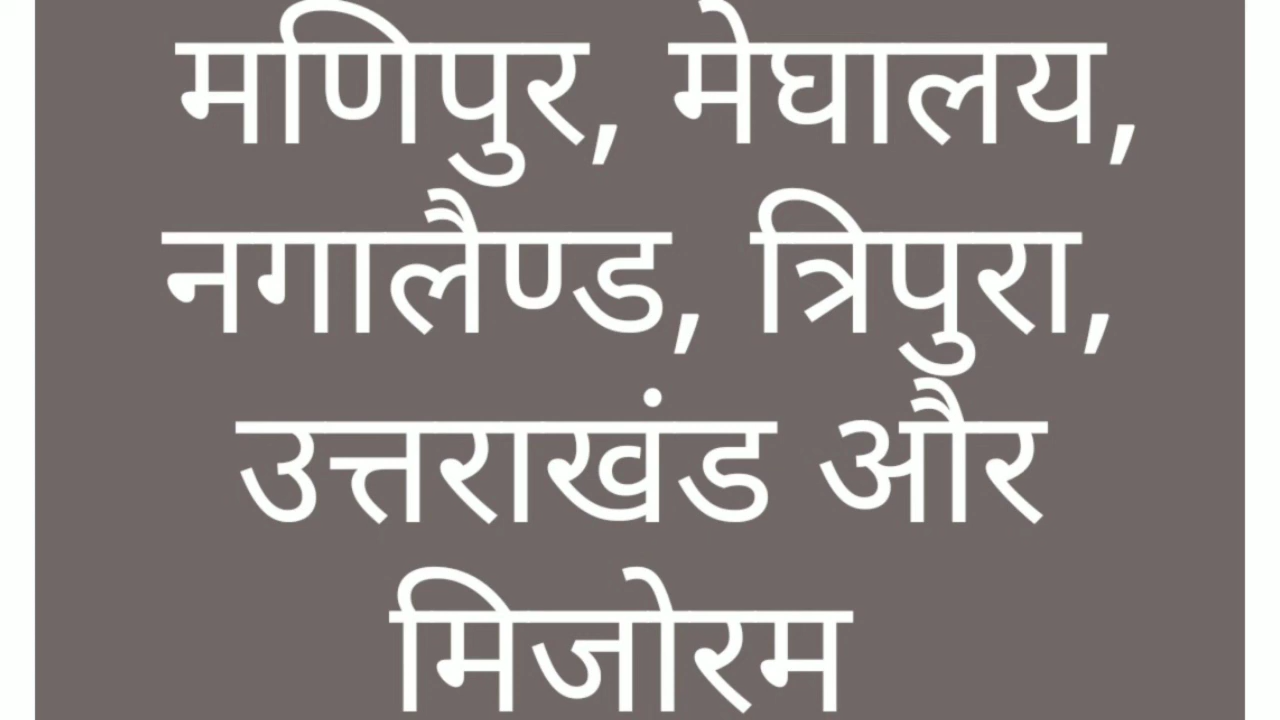 मणिपुर, मेघालय,
नगालैण्ड, त्रिपुरा,
उत्तराखंड और
मिजोरम